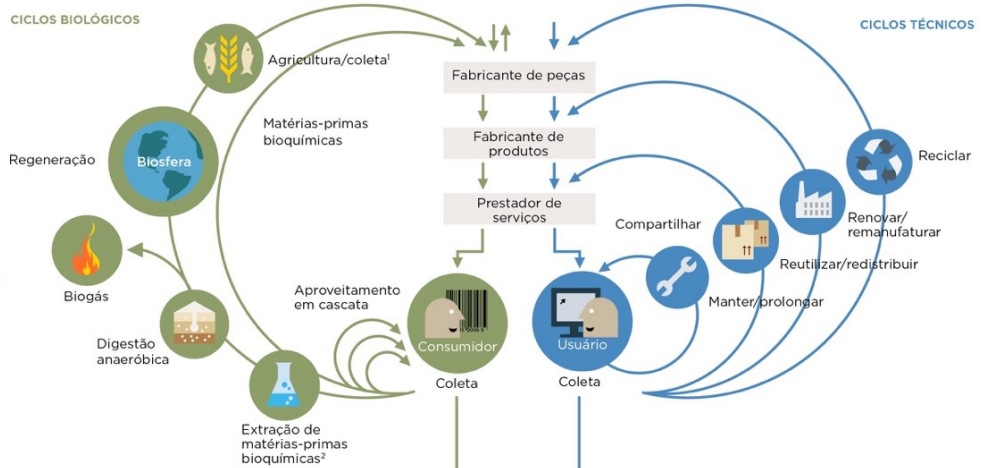 CICLOS BIOLÓGICOS
CICLOS TÉCNICOS
Agricultura/coleta¹
Fabricante de peças
Matérias-primas
bioquímicas
Fabricante de
produtos
Regeneração
Biosfera
Reciclar
Prestador de
serviços
Compartilhar
Renovar/
remanufaturar
Reutilizar/redistribuir
Biogás
Aproveitamento
em cascata
Manter/prolongar
Digestão
anaeróbica
Consumidor
Usuário
Coleta
Coleta
Extração de
matérias-primas
bioquímicas²